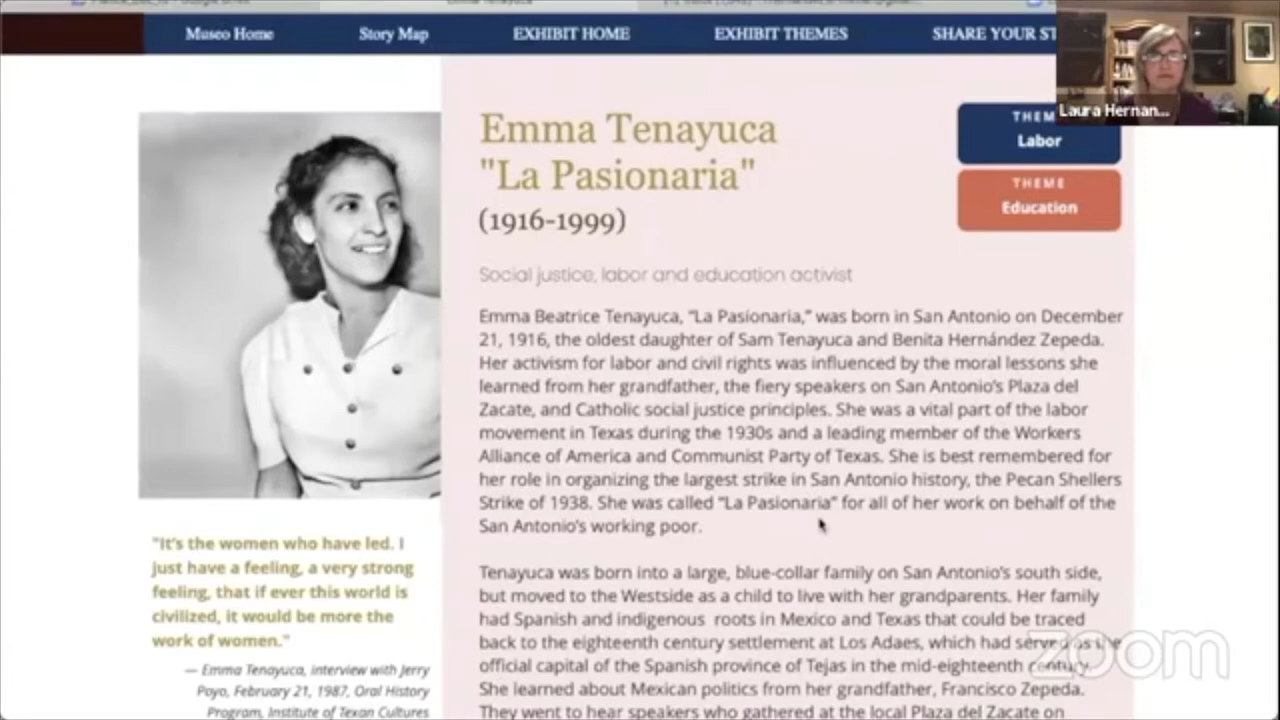 Museo Home
Story Map
EXHIBIT HOME
EXHIBIT THEMES
SHARE YOUR ST
Laura Hernan...
Emma Tenayuca
"La Pasionaria"
(1916-1999)
THEM
Labor
THEME
Education
Social justice, labor and education activist
Emma Beatrice Tenayuca, “La Pasionaria,” was born in San Antonio on December
21, 1916, the oldest daughter of Sam Tenayuca and Benita Hernández Zepeda.
Her activism for labor and civil rights was influenced by the moral lessons she
learned from her grandfather, the fiery speakers on San Antonio’s Plaza del
Zacate, and Catholic social justice principles. She was a vital part of the labor
movement in Texas during the 1930s and a leading member of the Workers
Alliance of America and Communist Party of Texas. She is best remembered for
her role in organizing the largest strike in San Antonio history, the Pecan Shellers
Strike of 1938. She was called “La Pasionaria” for all of her work on behalf of the
San Antonio’s working poor.
Tenayuca was born into a large, blue-collar family on San Antonio’s south side,
but moved to the Westside as a child to live with her grandparents. Her family
had Spanish and indigenous roots in Mexico and Texas that could be traced
back to the eighteenth century settlement at Los Adaes, which had served as the
official capital of the Spanish province of Tejas in the mid-eighteenth century.
She learned about Mexican politics from her grandfather, Francisco Zepeda.
They went to hear speakers who gathered at the local Plaza del Zacate on
"It’s the women who have led. I
just have a feeling, a very strong
feeling, that if ever this world is
civilized, it would be more the
work of women."
— Emma Tenayuca, interview with Jerry
Poyo, February 21, 1987, Oral History
Program, Institute of Texan Cultures
zoom